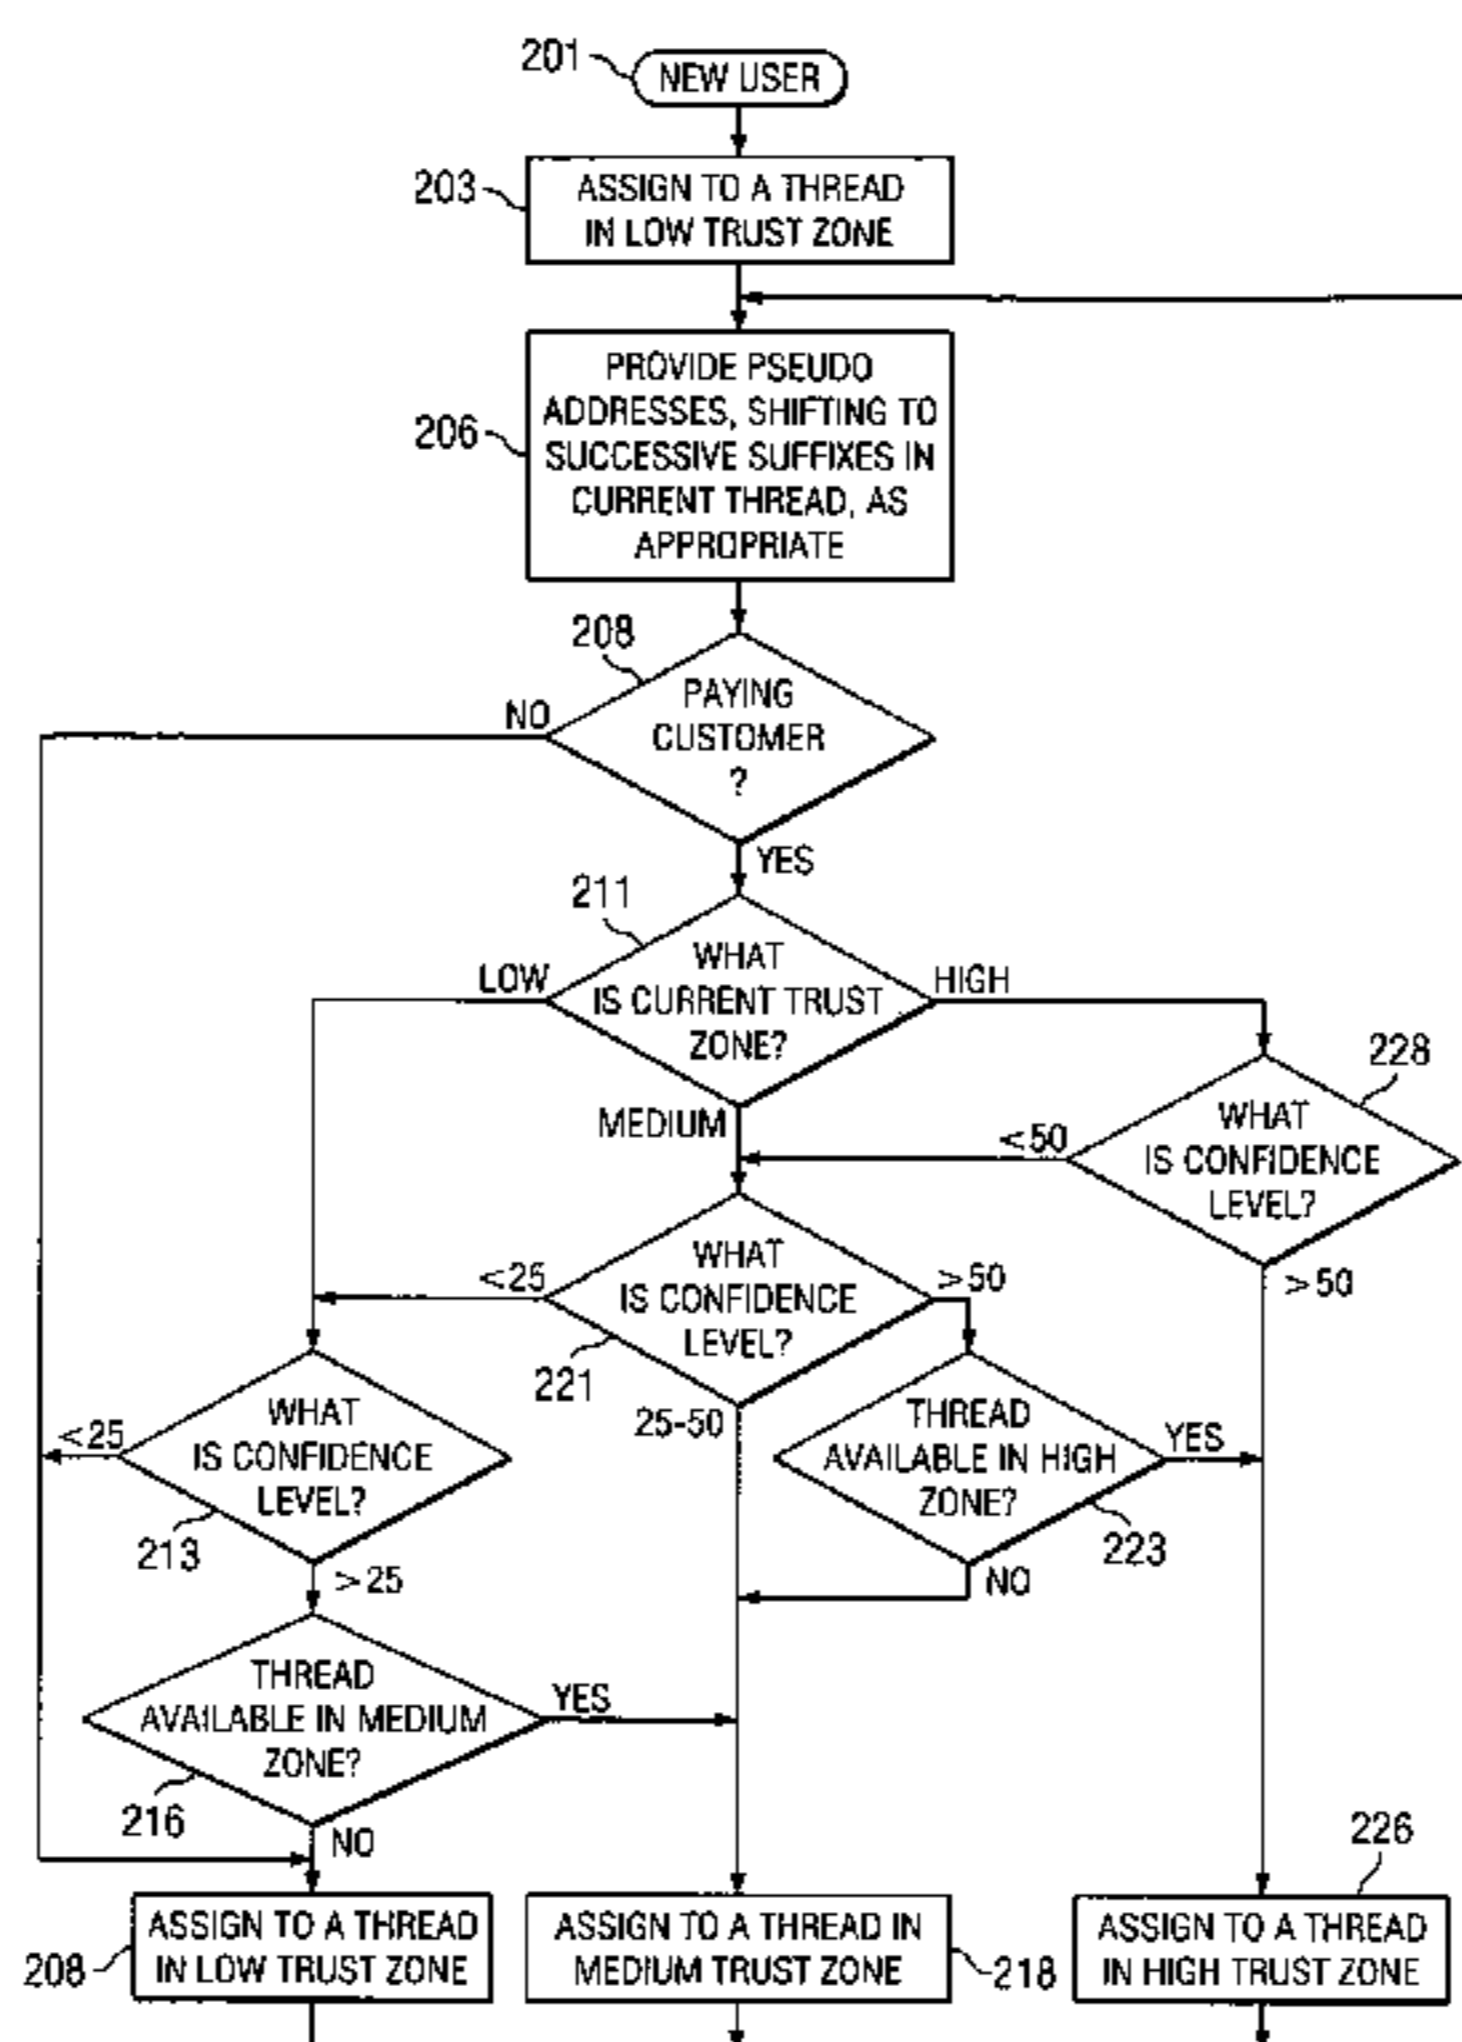 201
NEW USER
203
ASSIGN TO A THREAD
IN LOW TRUST ZONE
206
PROVIDE PSEUDO
ADDRESSES, SHIFTING TO
SUCCESSIVE SUFFIXES IN
CURRENT THREAD, AS
APPROPRIATE
208
PAYING
CUSTOMER
?
NO
YES
211
WHAT
IS CURRENT TRUST
ZONE?
LOW
HIGH
MEDIUM
228
WHAT
IS CONFIDENCE
LEVEL?
<50
>50
WHAT
IS CONFIDENCE
LEVEL?
<25
>50
221
25-50
WHAT
IS CONFIDENCE
LEVEL?
<25
213
>25
THREAD
AVAILABLE IN HIGH
ZONE?
YES
223
NO
THREAD
AVAILABLE IN MEDIUM
ZONE?
YES
216
NO
226
208
ASSIGN TO A THREAD
IN LOW TRUST ZONE
ASSIGN TO A THREAD IN
MEDIUM TRUST ZONE
218
ASSIGN TO A THREAD
IN HIGH TRUST ZONE